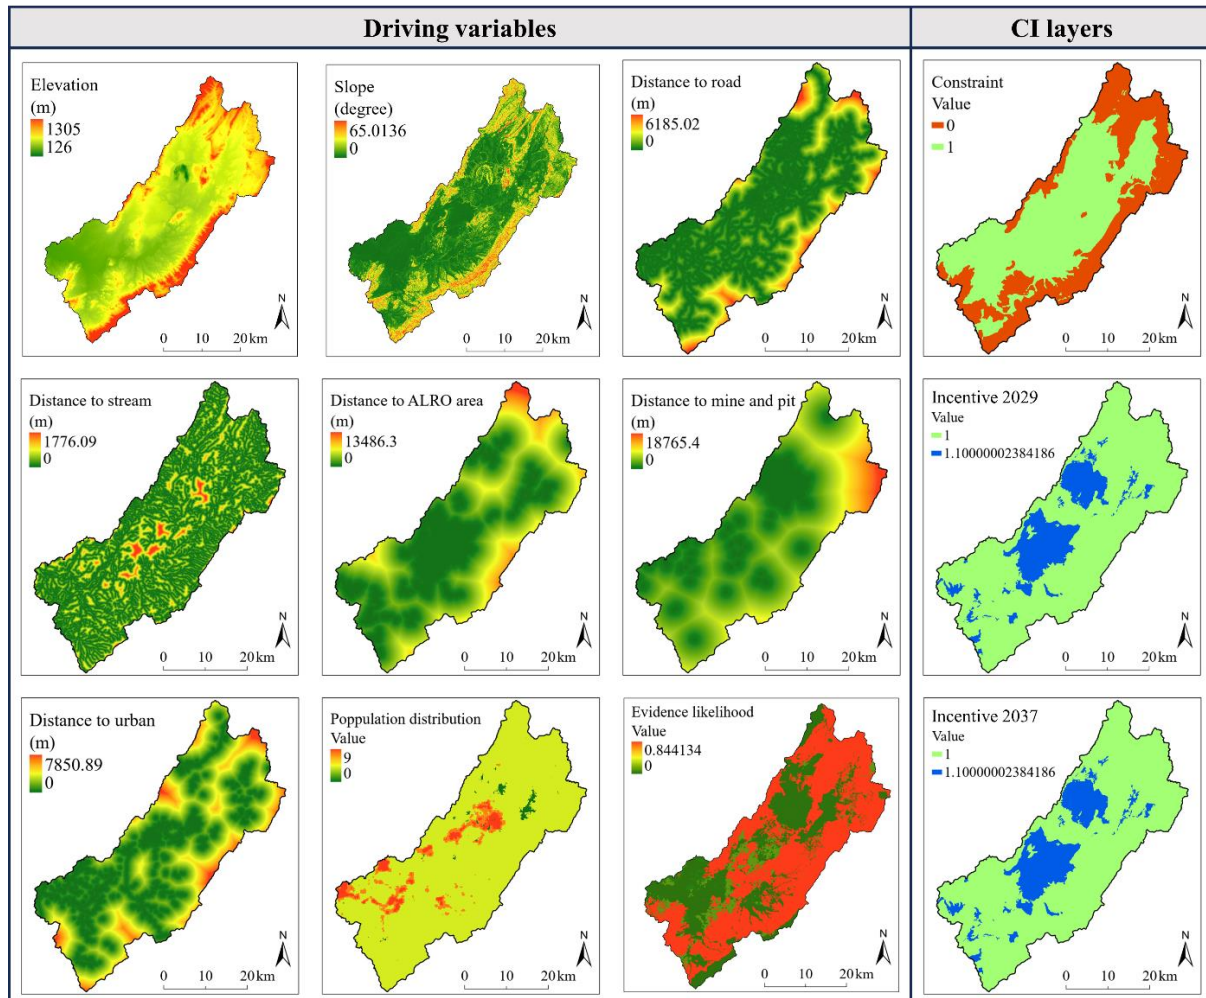 Driving variables
CI layers
Elevation
(m)
1305
126
N
0 10 20km
Slope
(degree)
65.0136
0
N
0 10 20km
Distance to road
(m)
6185.02
0
N
0 10 20km
Constraint
Value
0
1
N
0 10 20km
Distance to stream
(m)
1776.09
0
N
0 10 20km
Distance to ALRO area
(m)
13486.3
0
N
0 10 20km
Distance to mine and pit
(m)
18765.4
0
N
0 10 20km
Incentive 2029
Value
1
1.10000002384186
N
0 10 20km
Distance to urban
(m)
7850.89
0
N
0 10 20km
Poppulation distribution
Value
9
0
N
0 10 20km
Evidence likelihood
Value
0.844134
0
N
0 10 20km
Incentive 2037
Value
1
1.10000002384186
N
0 10 20km